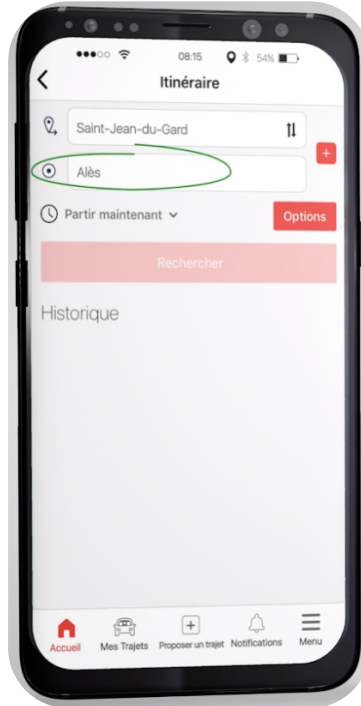 08:15 54%
Itinéraire
Saint-Jean-du-Gard
Alès
Partir maintenant
Options
Rechercher
Historique
Accueil Mes Trajets Proposer un trajet Notifications Menu